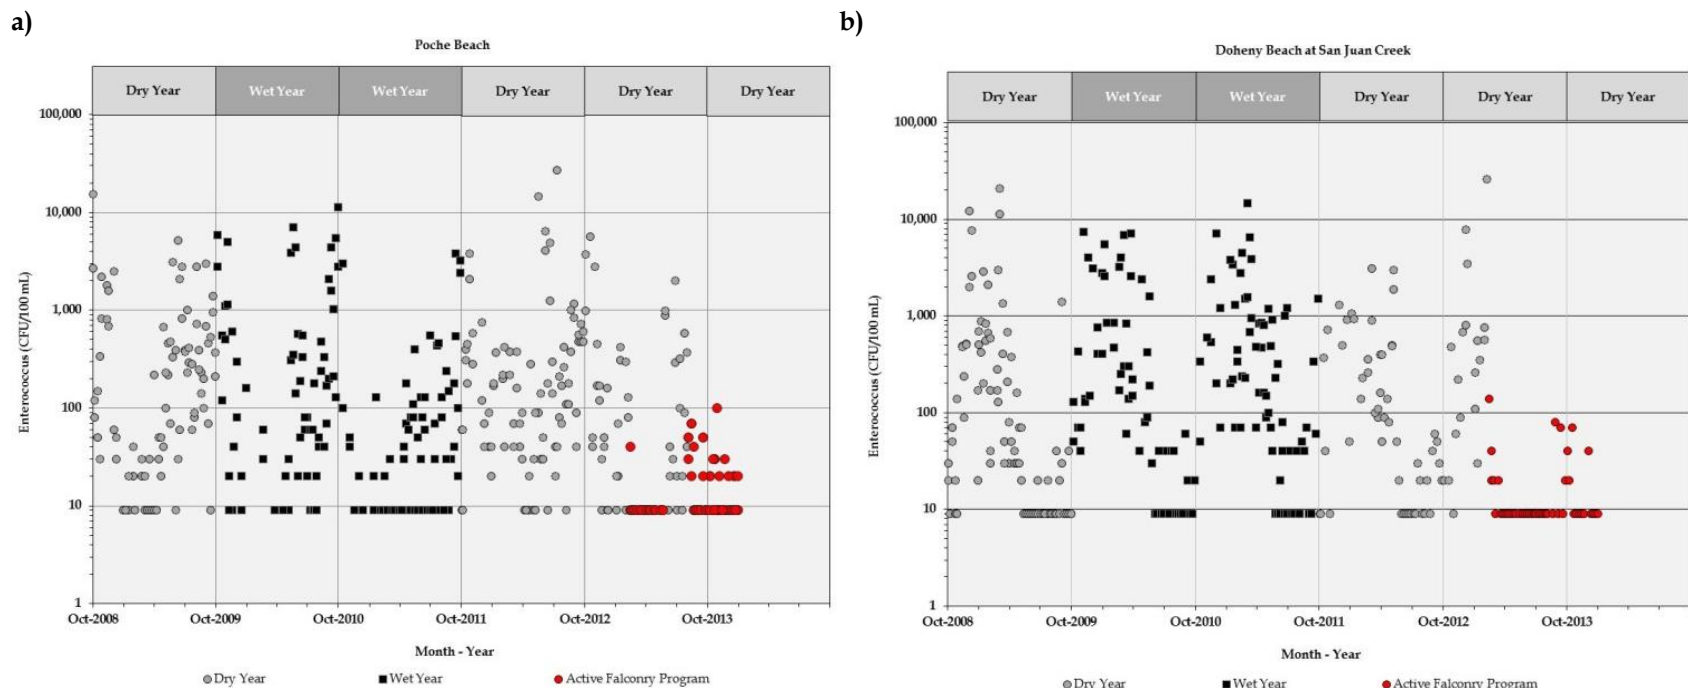 a)
Poche Beach
Dry Year Wet Year Wet Year Dry Year Dry Year Dry Year
100,000
10,000
1,000
100
10
1
Enterococcus (CFU/100 mL)
Oct-2008 Oct-2009 Oct-2010 Oct-2011 Oct-2012 Oct-2013
Month - Year
Dry Year Wet Year Active Falconry Program
b)
Doheny Beach at San Juan Creek
Dry Year Wet Year Wet Year Dry Year Dry Year Dry Year
100,000
10,000
1,000
100
10
1
Enterococcus (CFU/100 mL)
Oct-2008 Oct-2009 Oct-2010 Oct-2011 Oct-2012 Oct-2013
Month - Year
Dry Year Wet Year Active Falconry Program